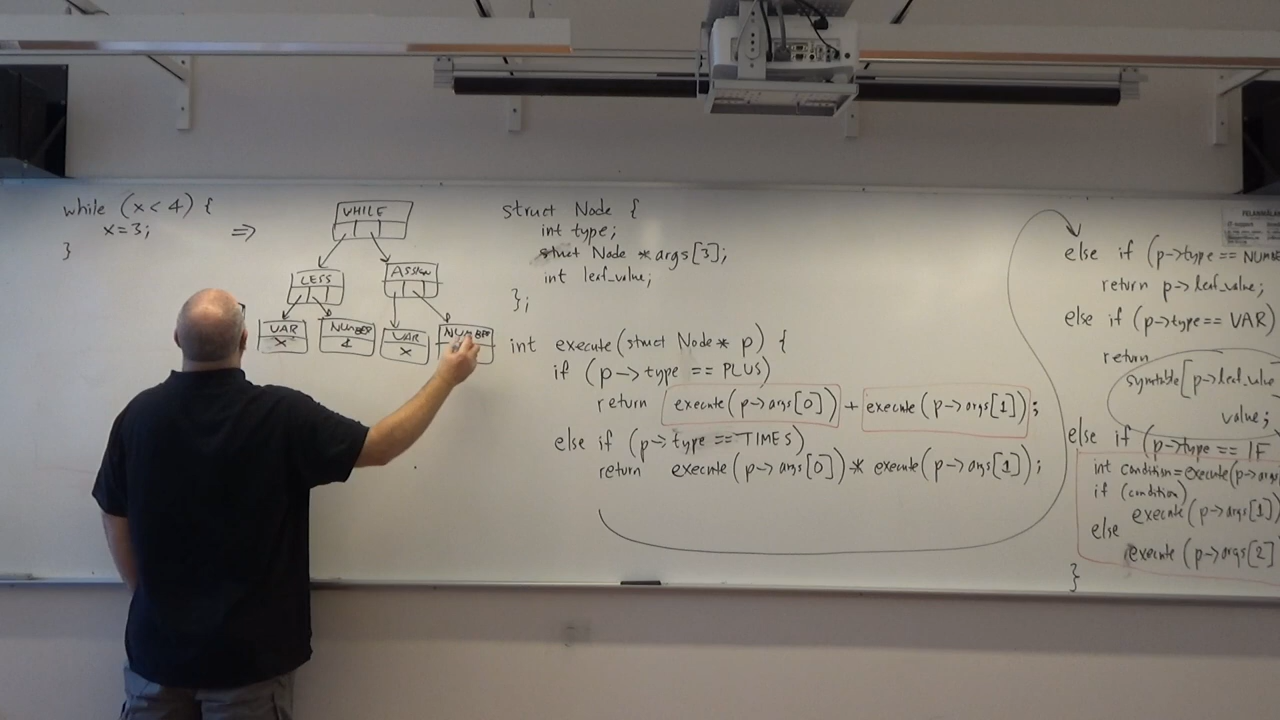 while (x < 4) {
x=3;
}
⇒
WHILE
LESS
ASSIGN
VAR
x
NUMBER
4
VAR
x
NUMBER
struct Node {
int type;
struct Node *args[3];
int leaf_value;
};
int execute(struct Node* p) {
if (p->type == PLUS)
return execute(p->args[0]) + execute(p->args[1]);
else if (p->type == TIMES)
return execute(p->args[0]) * execute(p->args[1]);
else if (p->type == NUMBE
return p->leaf_value;
else if (p->type == VAR)
return
symtable[p->leaf_value
value;
else if (p->type == IF
int condition=execute(p->args
if (condition)
execute(p->args[1])
else
execute(p->args[2]
}
FELANMÄLAN